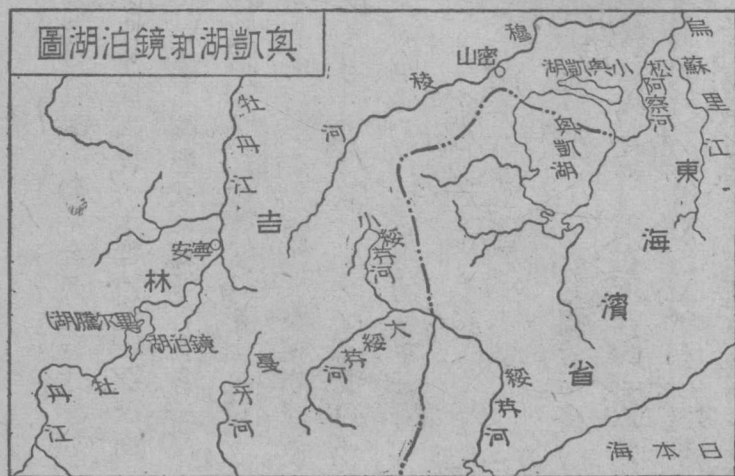 圖湖泊鏡和湖凱興
烏蘇里江
松阿察河
小興凱湖
興凱湖
穆稜河
密山
東海濱省
牡丹江
吉林
寧安
鏡泊湖
牡丹江
嘎牙河
小綏芬河
大綏芬河
綏芬河
日本海